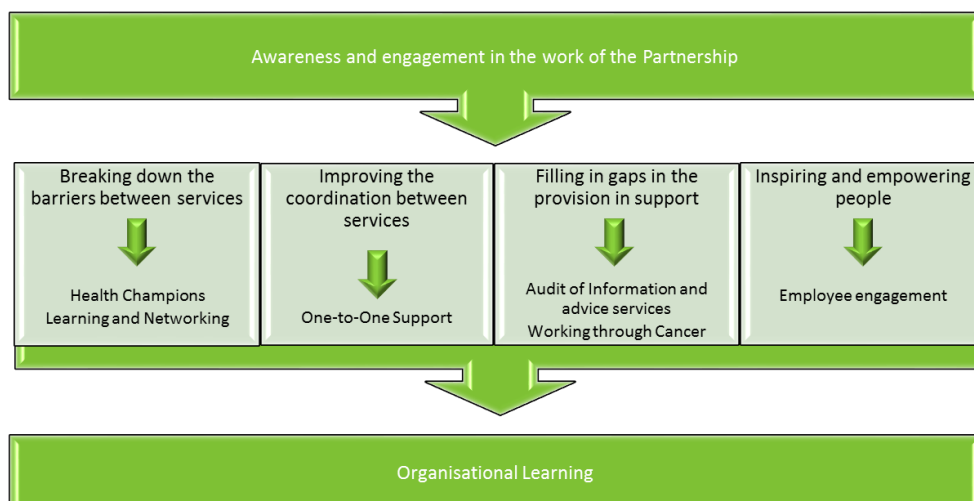 Awareness and engagement in the work of the Partnership
Breaking down the
barriers between services
Health Champions
Learning and Networking
Improving the
coordination between
services
One-to-One Support
Filling in gaps in the
provision in support
Audit of Information and
advice services
Working through Cancer
Inspiring and empowering
people
Employee engagement
Organisational Learning